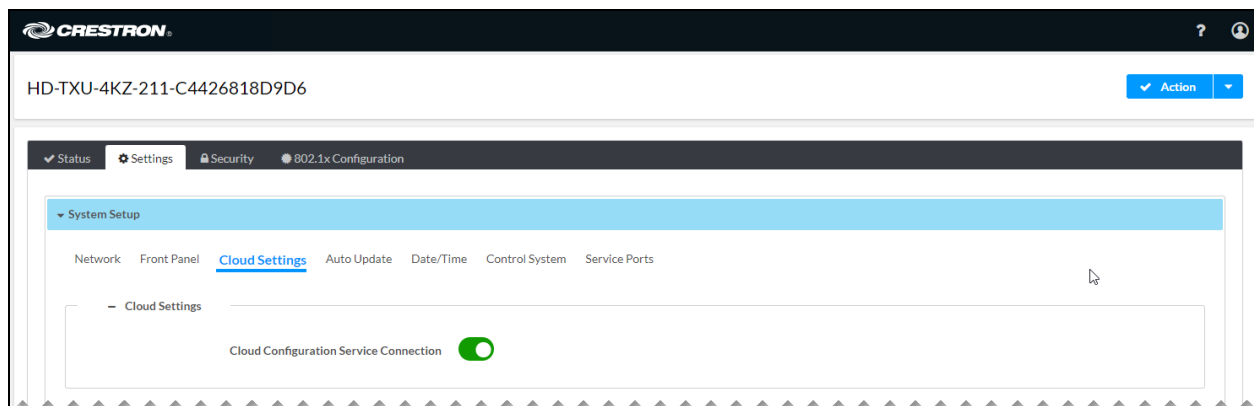 CRESTRON®
?
HD-TXU-4KZ-211-C4426818D9D6
Action
Status Settings Security 802.1x Configuration
System Setup
Network Front Panel Cloud Settings Auto Update Date/Time Control System Service Ports
– Cloud Settings
Cloud Configuration Service Connection